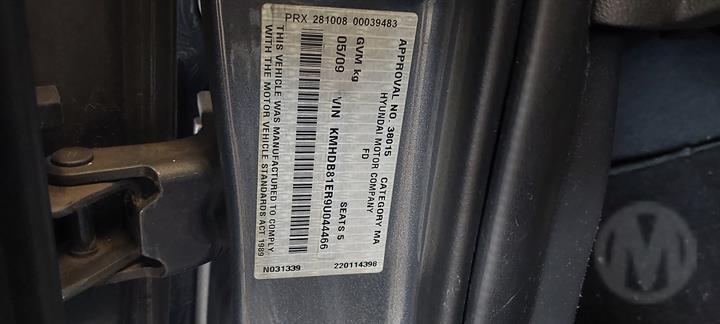 APPROVAL NO. 38015 CATEGORY MA
HYUNDAI MOTOR COMPANY
FD
GVM kg
05/09 VIN KMHDB81ER9U044466
SEATS 5
THIS VEHICLE WAS MANUFACTURED TO COMPLY
WITH THE MOTOR VEHICLE STANDARDS ACT 1989
PRX 281008 00039483
N031339 220114398
M